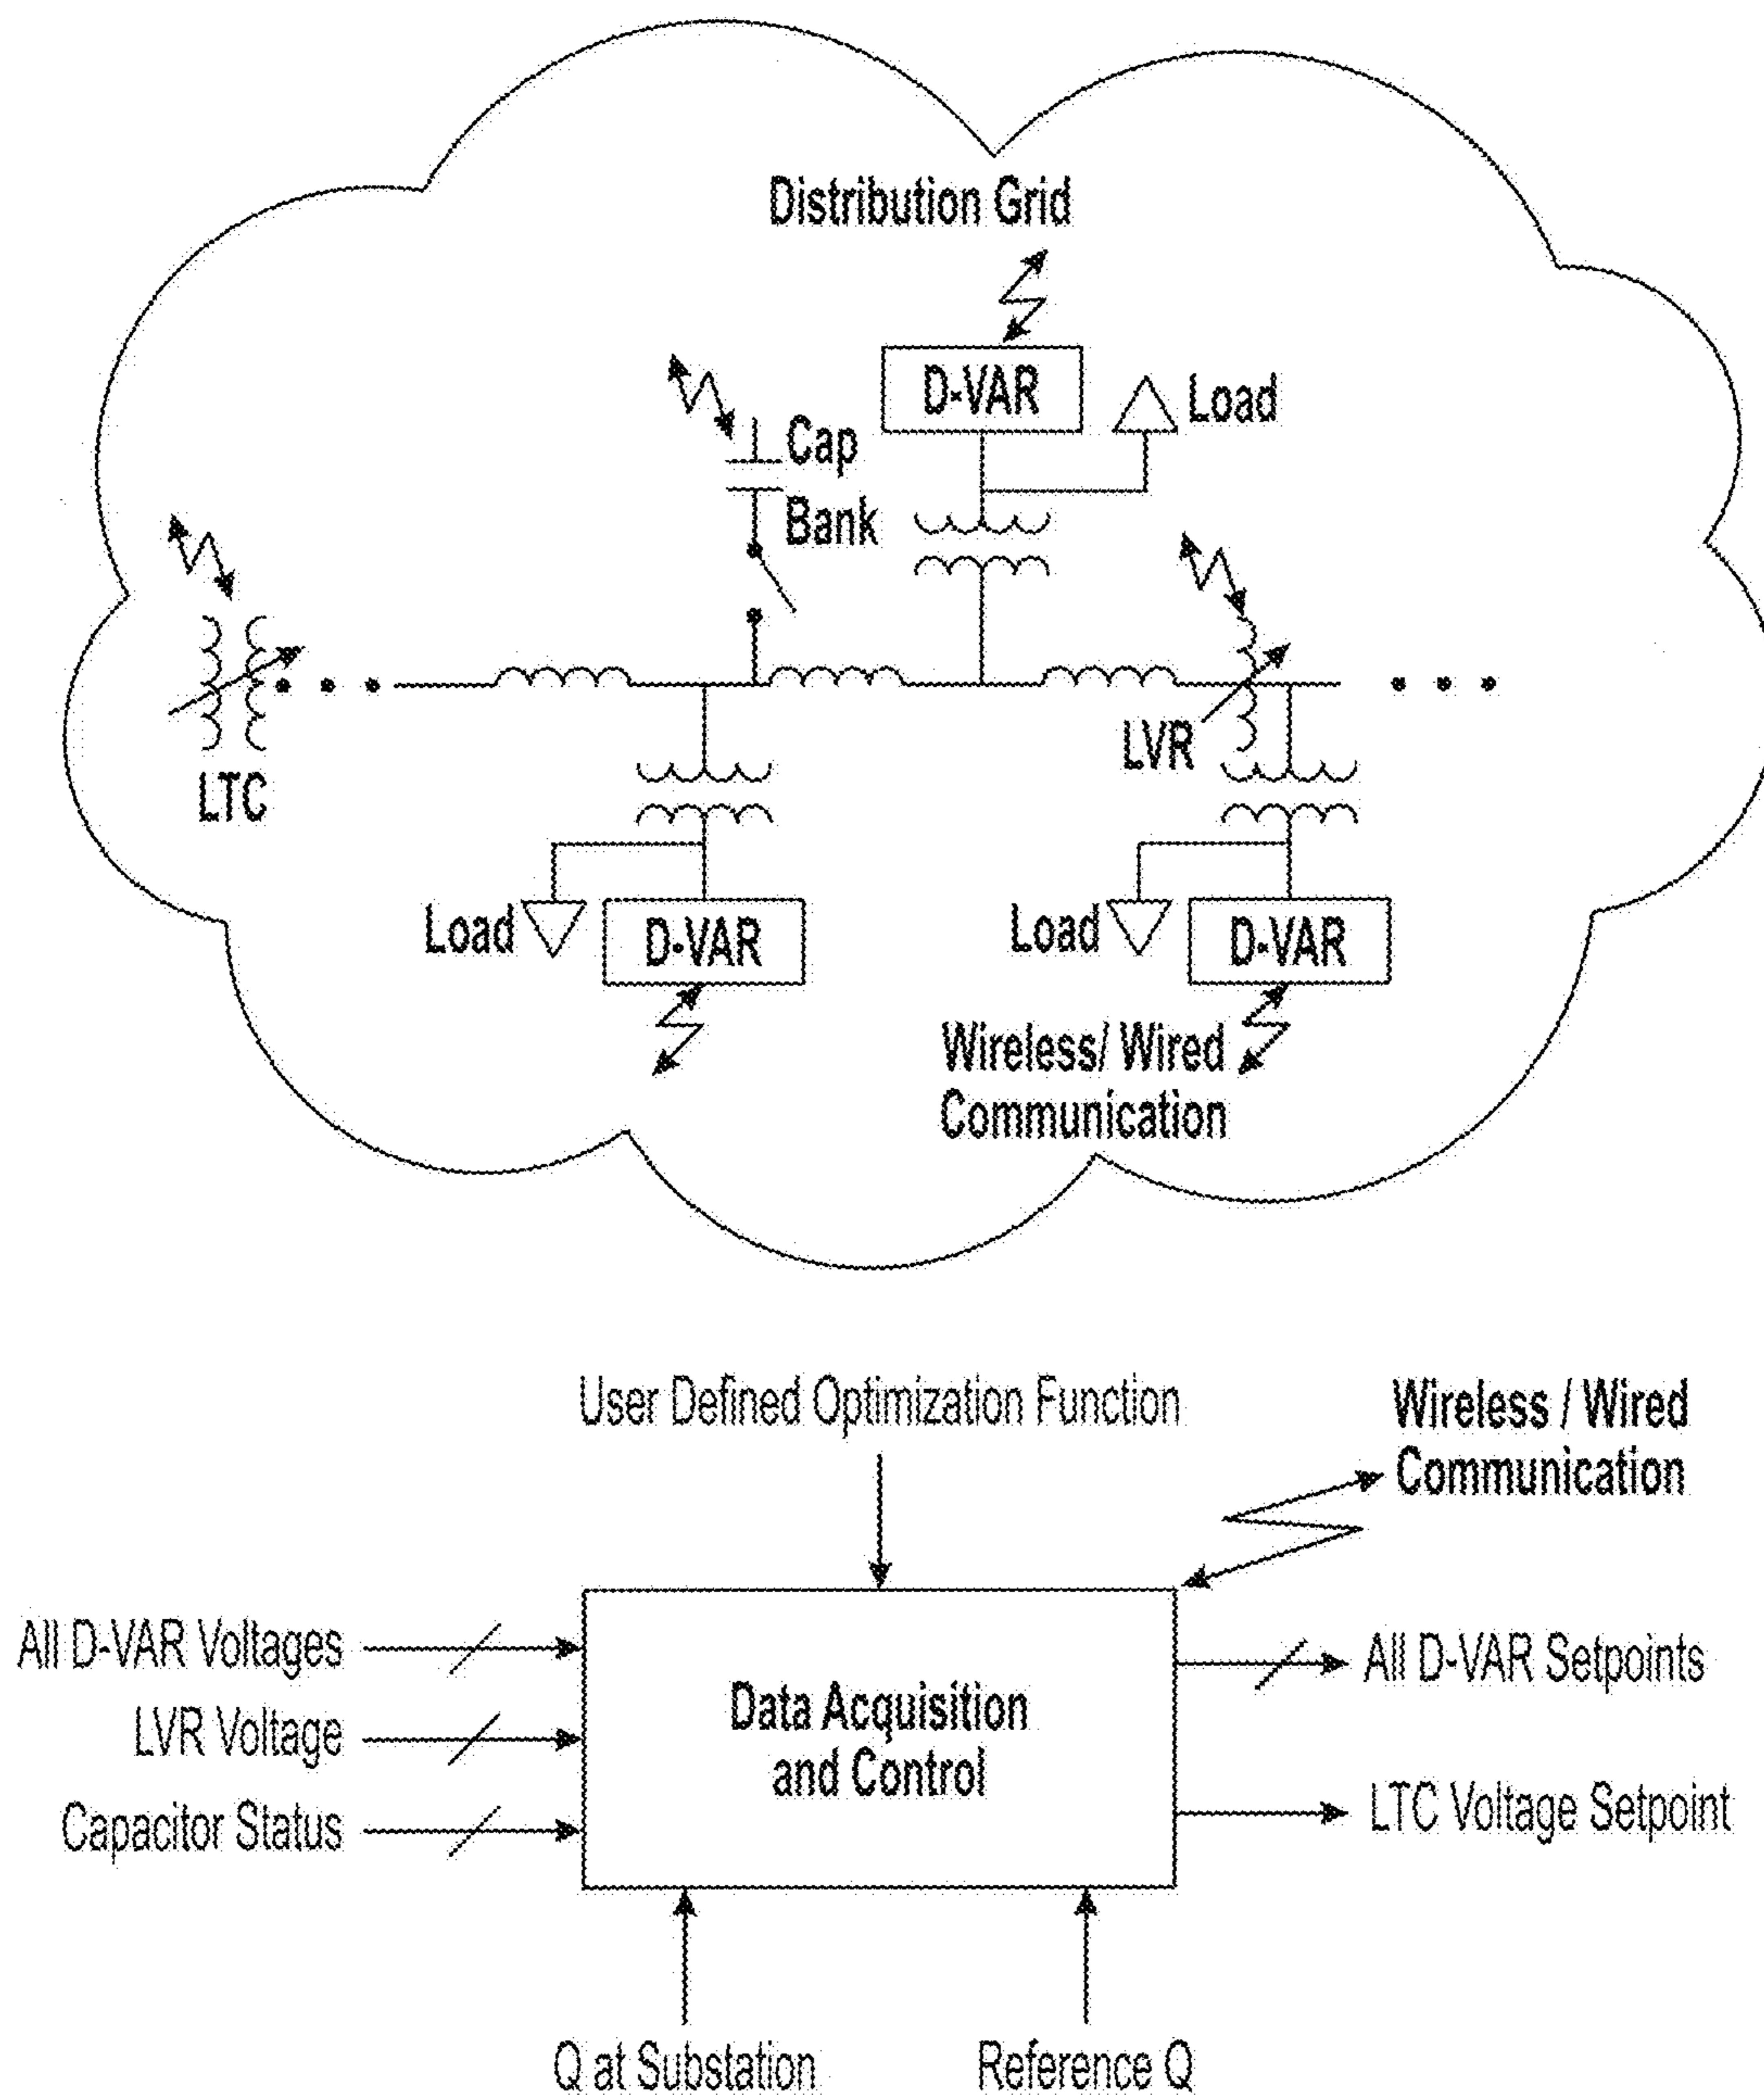 Distribution Grid
D-VAR
Load
Cap
Bank
LVR
LTC
Load
D-VAR
Load
D-VAR
Wireless/ Wired
Communication
User Defined Optimization Function
Wireless / Wired
Communication
All D-VAR Voltages
All D-VAR Setpoints
Data Acquisition
and Control
LVR Voltage
Capacitor Status
LTC Voltage Setpoint
Q at Substation
Reference Q